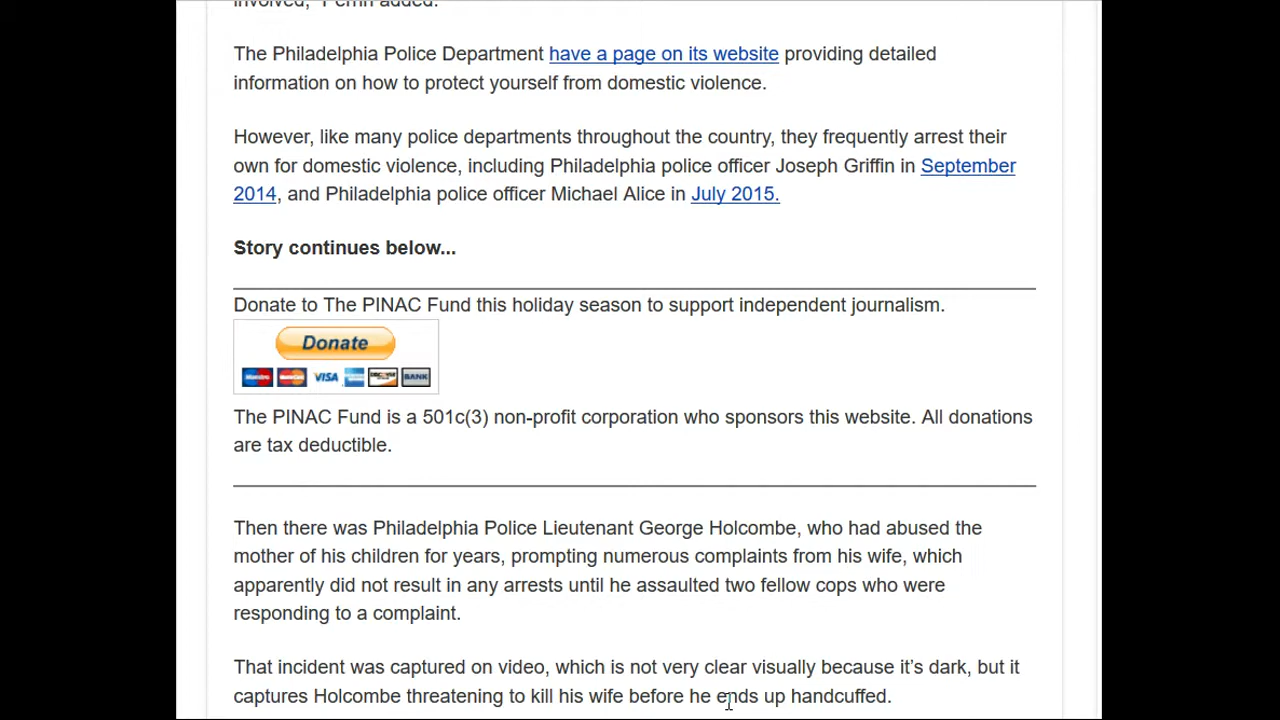 The Philadelphia Police Department have a page on its website providing detailed
information on how to protect yourself from domestic violence.
However, like many police departments throughout the country, they frequently arrest their
own for domestic violence, including Philadelphia police officer Joseph Griffin in September
2014, and Philadelphia police officer Michael Alice in July 2015.
Story continues below...
Donate to The PINAC Fund this holiday season to support independent journalism.
Donate
VISA
BANK
The PINAC Fund is a 501c(3) non-profit corporation who sponsors this website. All donations
are tax deductible.
Then there was Philadelphia Police Lieutenant George Holcombe, who had abused the
mother of his children for years, prompting numerous complaints from his wife, which
apparently did not result in any arrests until he assaulted two fellow cops who were
responding to a complaint.
That incident was captured on video, which is not very clear visually because it’s dark, but it
captures Holcombe threatening to kill his wife before he ends up handcuffed.